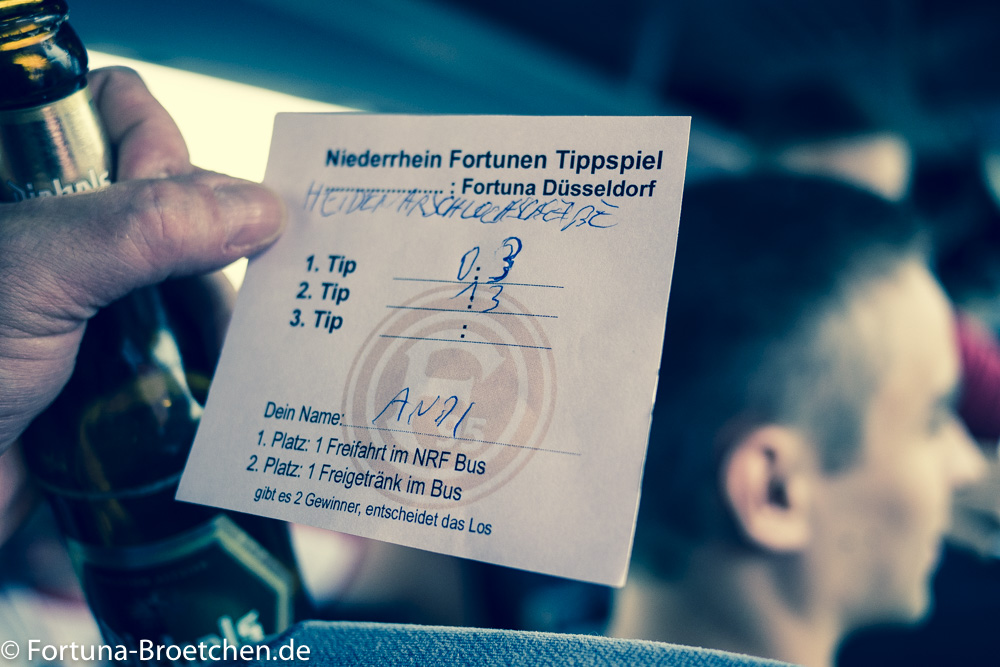 Niederrhein Fortunen Tippspiel
........................ : Fortuna Düsseldorf
1. Tip 0:3
2. Tip 1:3
3. Tip :
Dein Name: ANDI
1. Platz: 1 Freifahrt im NRF Bus
2. Platz: 1 Freigetränk im Bus
gibt es 2 Gewinner, entscheidet das Los
95
© Fortuna-Broetchen.de